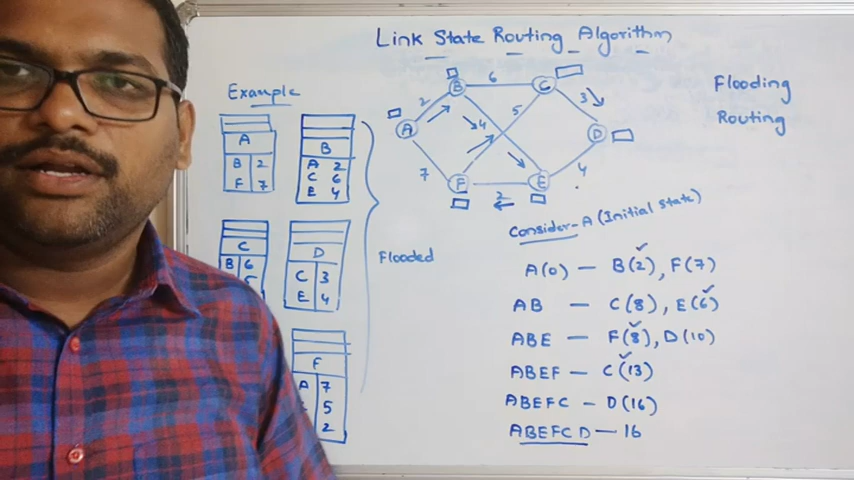 Link State Routing Algorithm
Flooding
Routing
Example
A
B 2
F 7
B
A 2
C 6
E 4
C
B 6
5
D
C 3
E 4
F
A 7
5
2
Flooded
A
B
C
D
E
F
2
6
3
5
4
7
2
4
Consider-A (Initial state)
A(0) — B(2), F(7)
AB — C(8), E(6)
ABE — F(8), D(10)
ABEF — C(13)
ABEFC — D(16)
ABEFCD — 16